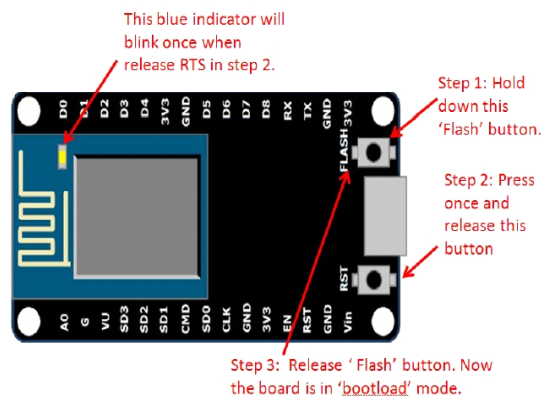 This blue indicator will
blink once when
release RTS in step 2.
Step 1: Hold
down this
‘Flash’ button.
D0 D1 D2 D3 D4 3V3 GND D5 D6 D7 D8 RX TX GND 3V3
FLASH
Step 2: Press
once and
release this
button
RST
A0 G VU SD3 SD2 SD1 CMD SD0 CLK GND 3V3 EN RST GND Vin
Step 3: Release ‘ Flash’ button. Now
the board is in ‘bootload’ mode.